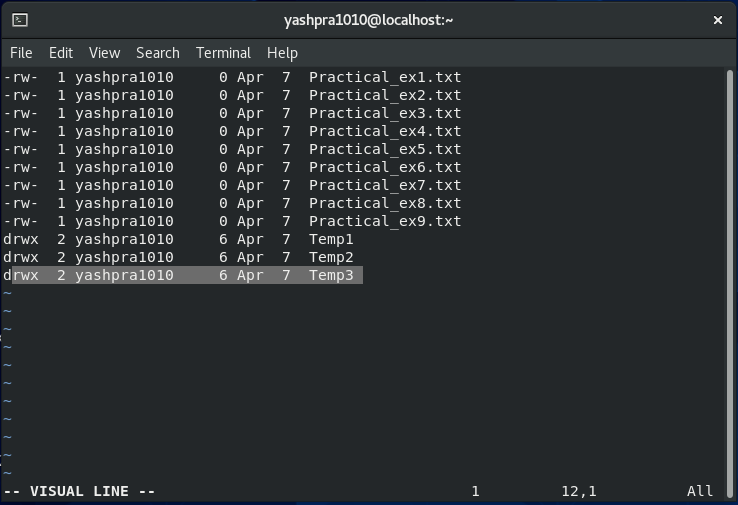 yashpra1010@localhost:~
File Edit View Search Terminal Help
-rw-  1 yashpra1010     0 Apr  7  Practical_ex1.txt
-rw-  1 yashpra1010     0 Apr  7  Practical_ex2.txt
-rw-  1 yashpra1010     0 Apr  7  Practical_ex3.txt
-rw-  1 yashpra1010     0 Apr  7  Practical_ex4.txt
-rw-  1 yashpra1010     0 Apr  7  Practical_ex5.txt
-rw-  1 yashpra1010     0 Apr  7  Practical_ex6.txt
-rw-  1 yashpra1010     0 Apr  7  Practical_ex7.txt
-rw-  1 yashpra1010     0 Apr  7  Practical_ex8.txt
-rw-  1 yashpra1010     0 Apr  7  Practical_ex9.txt
drwx  2 yashpra1010     6 Apr  7  Temp1
drwx  2 yashpra1010     6 Apr  7  Temp2
drwx  2 yashpra1010     6 Apr  7  Temp3
~
~
~
~
~
~
~
~
~
~
~
-- VISUAL LINE --                                   1         12,1          All